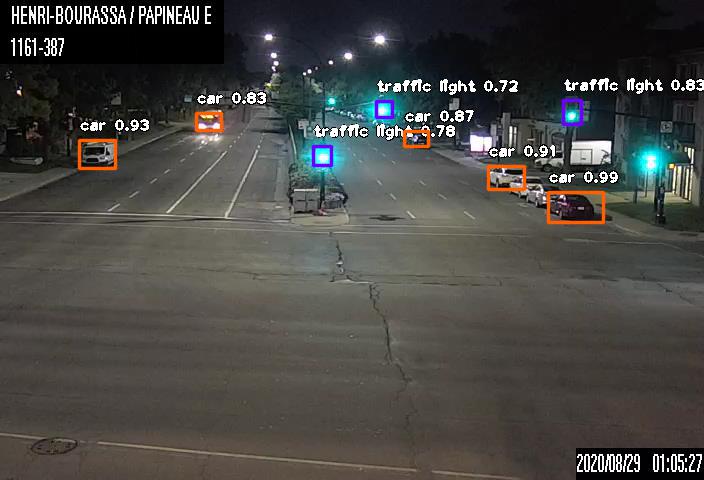 HENRI-BOURASSA / PAPINEAU E
1161-387
car 0.93
car 0.83
traffic light 0.72
traffic light 0.83
car 0.87
traffic light 0.78
car 0.91
car 0.99
2020/08/29 01:05:27